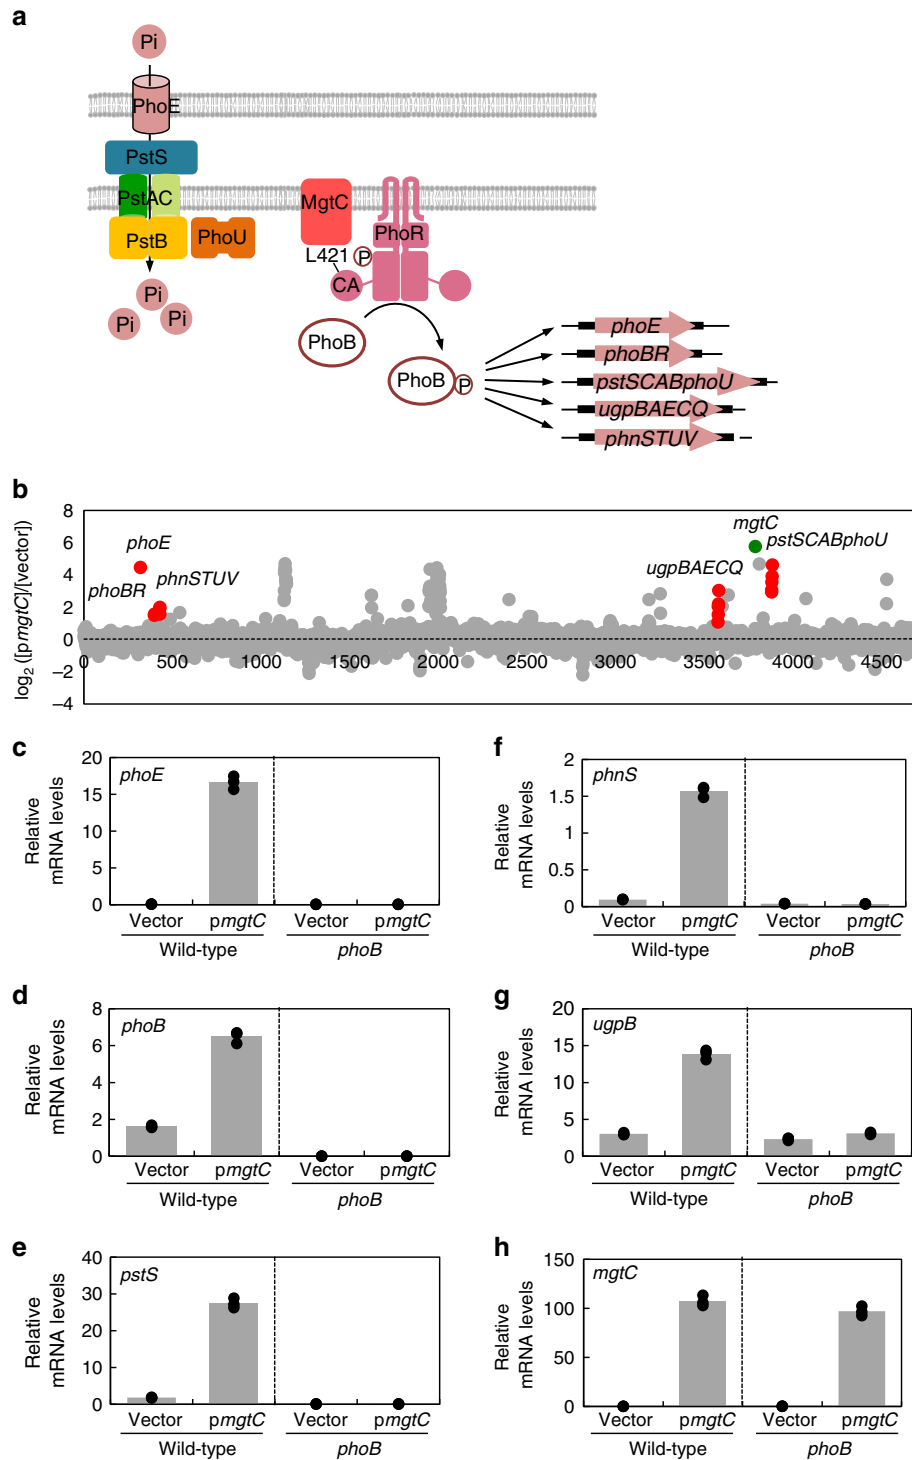 a
Pi
PhoE
PstS
PstAC
MgtC
PstB
PhoU
PhoR
L421
P
CA
Pi
Pi
Pi
PhoB
PhoB
P
phoE
phoBR
pstSCABphoU
ugpBAECQ
phnSTUV
b
log2 ([pmgtC]/[vector])
8
6
4
2
0
−2
−4
0
500
1000
1500
2000
2500
3000
3500
4000
4500
phoE
phoBR
phnSTUV
ugpBAECQ
mgtC
pstSCABphoU
c
Relative
mRNA levels
20
15
10
5
0
phoE
Vector
pmgtC
Vector
pmgtC
Wild-type
phoB
f
Relative
mRNA levels
2
1.5
1
0.5
0
phnS
Vector
pmgtC
Vector
pmgtC
Wild-type
phoB
d
Relative
mRNA levels
8
6
4
2
0
phoB
Vector
pmgtC
Vector
pmgtC
Wild-type
phoB
g
Relative
mRNA levels
20
15
10
5
0
ugpB
Vector
pmgtC
Vector
pmgtC
Wild-type
phoB
e
Relative
mRNA levels
40
30
20
10
0
pstS
Vector
pmgtC
Vector
pmgtC
Wild-type
phoB
h
Relative
mRNA levels
150
100
50
0
mgtC
Vector
pmgtC
Vector
pmgtC
Wild-type
phoB